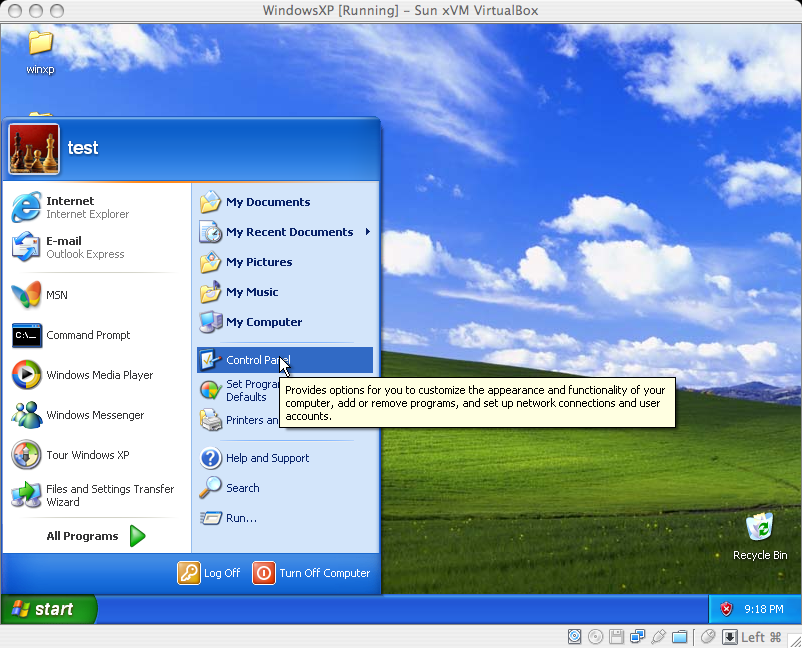 WindowsXP [Running] – Sun xVM VirtualBox
winxp
test
Internet
Internet Explorer
E-mail
Outlook Express
MSN
C:\_
Command Prompt
Windows Media Player
Windows Messenger
Tour Windows XP
Files and Settings Transfer
Wizard
All Programs
My Documents
My Recent Documents
My Pictures
My Music
My Computer
Control Panel
Set Program
Defaults
Printers an
Provides options for you to customize the appearance and functionality of your
computer, add or remove programs, and set up network connections and user
accounts.
Help and Support
Search
Run...
Log Off
Turn Off Computer
Recycle Bin
start
9:18 PM
Left ⌘